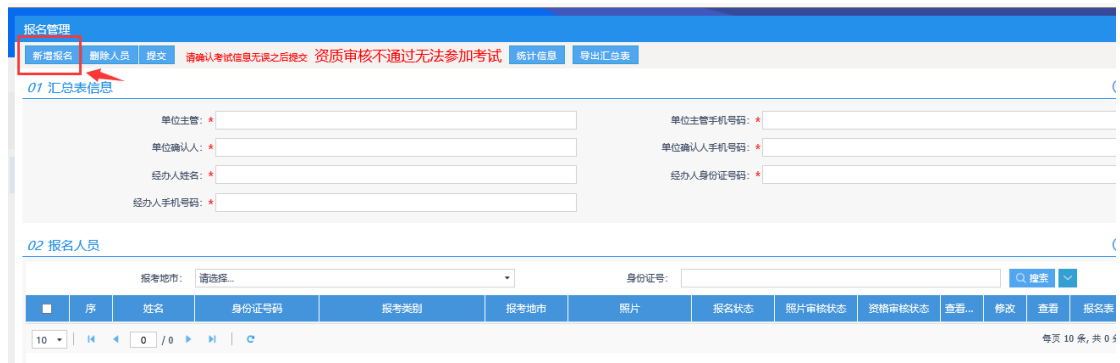 报名管理
新增报名 删除人员 提交 请确认考试信息无误之后提交 资质审核不通过无法参加考试 统计信息 导出汇总表
01 汇总表信息
单位主管: * 单位主管手机号码: *
单位确认人: * 单位确认人手机号码: *
经办人姓名: * 经办人身份证号码: *
经办人手机号码: *
02 报名人员
报考地市: 请选择... 身份证号: 搜索
序 姓名 身份证号码 报考类别 报考地市 照片 报名状态 照片审核状态 资格审核状态 查看... 修改 查看 报名表
10 0 / 0 每页 10 条, 共 0